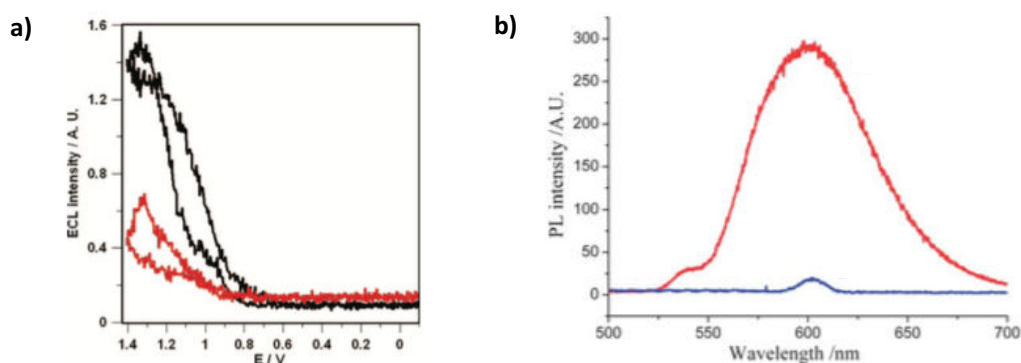 a)
ECL intensity / A. U.
1.6
1.2
0.8
0.4
0
1.4 1.2 1 0.8 0.6 0.4 0.2 0
E / V
b)
PL intensity /A.U.
300
250
200
150
100
50
0
500 550 600 650 700
Wavelength /nm